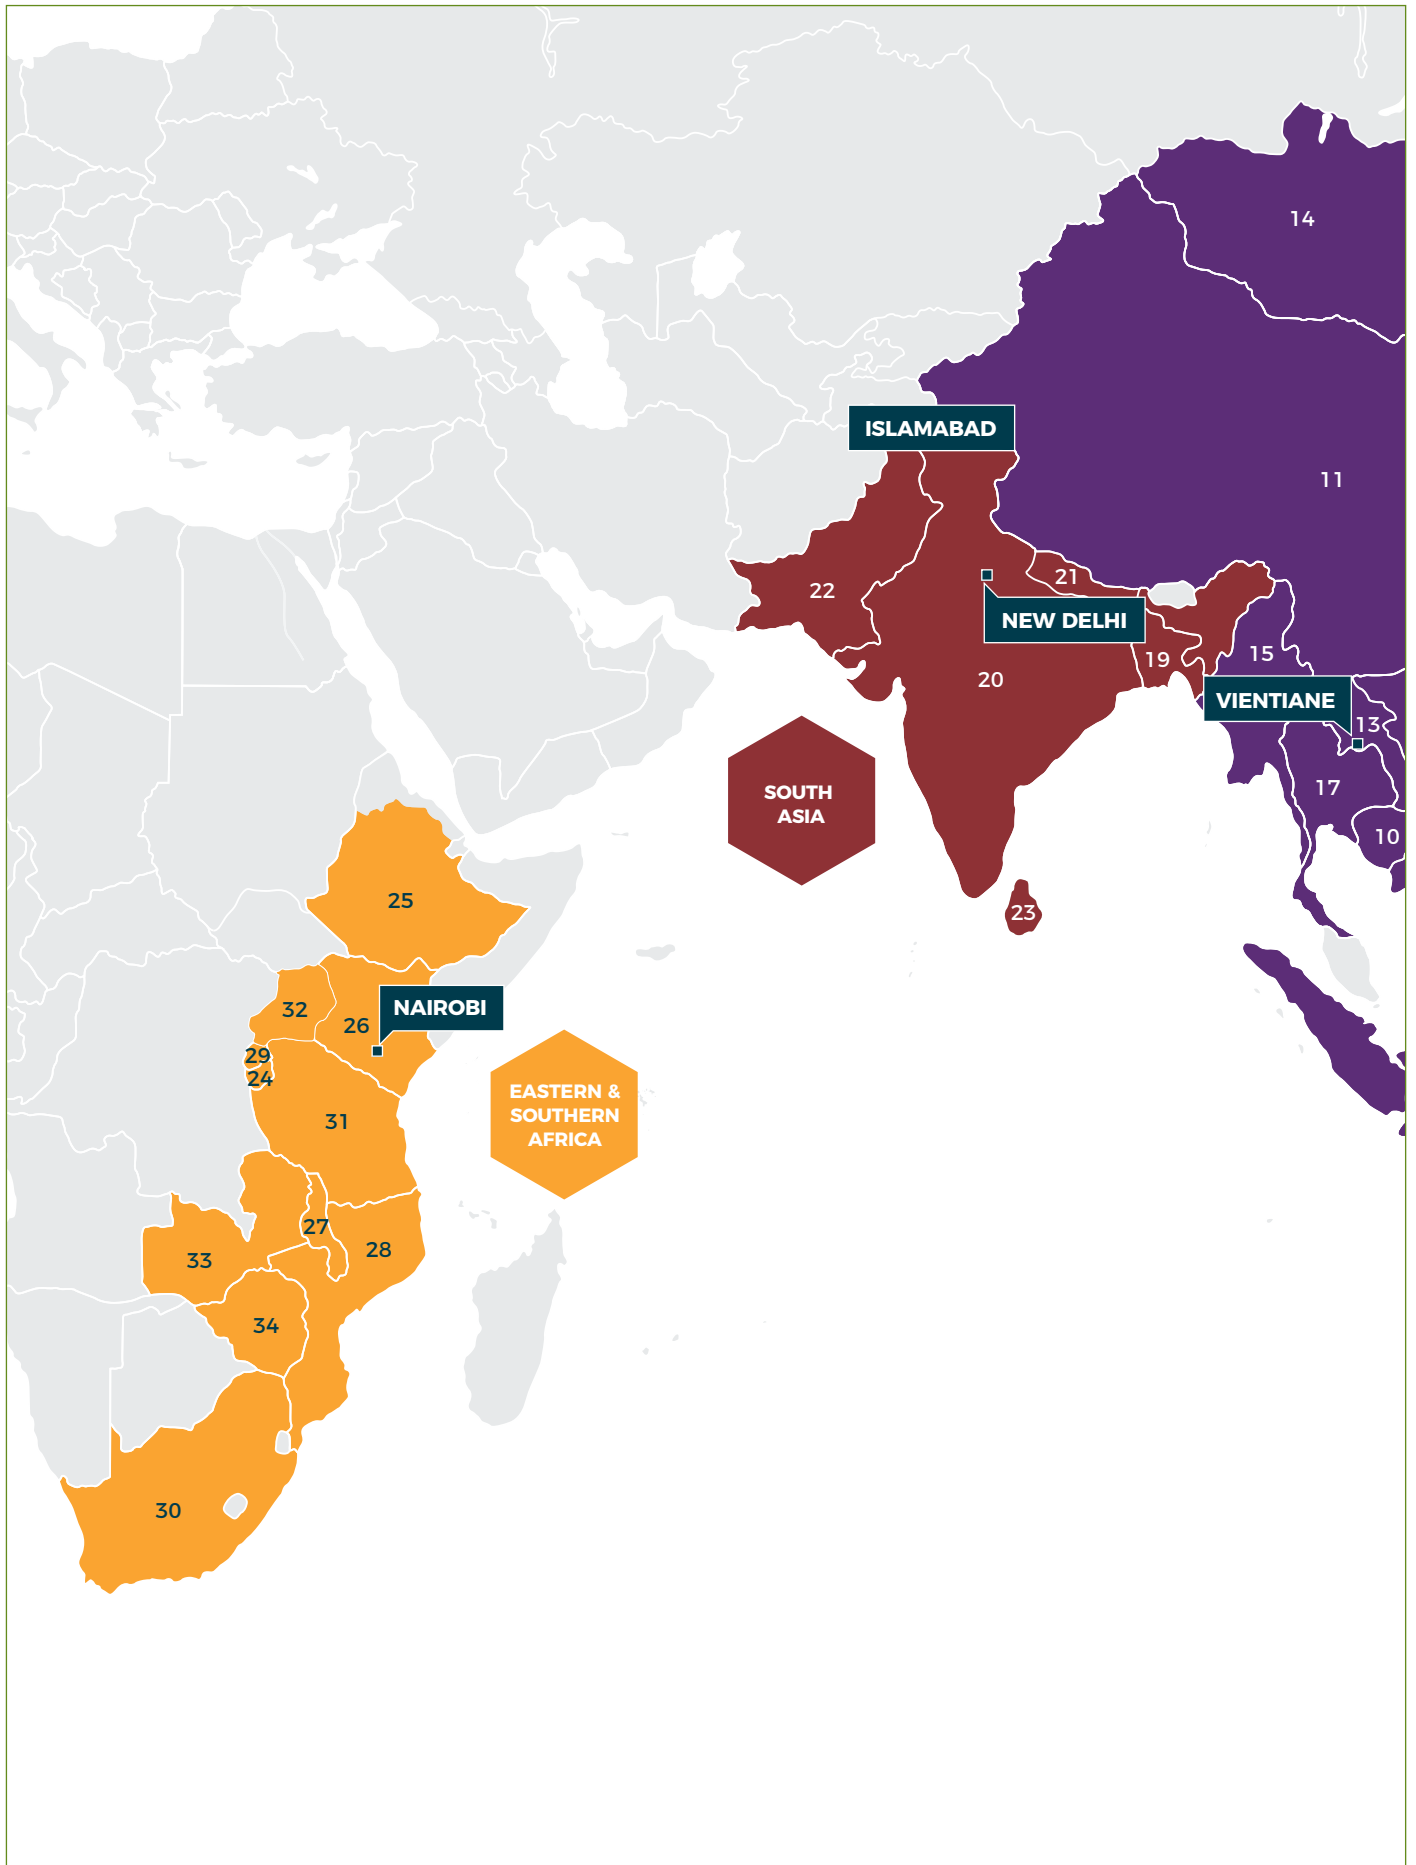 14
ISLAMABAD
11
21
22
NEW DELHI
15
19
20
VIENTIANE
13
SOUTH
ASIA
17
10
25
23
32
NAIROBI
26
29
24
EASTERN &
SOUTHERN
AFRICA
31
27
28
33
34
30